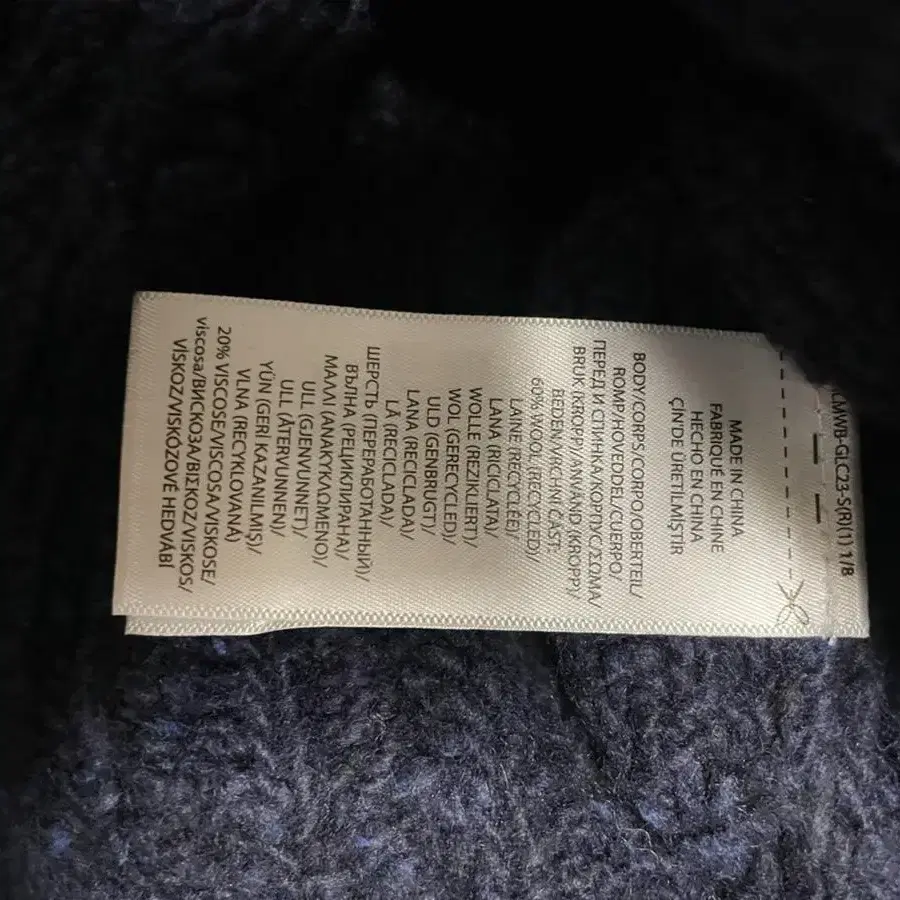 LMWB-GLC23-S(R)(1) 1/8
MADE IN CHINA
FABRIQUÉ EN CHINE
HECHO EN CHINA
ÇİN'DE ÜRETİLMİŞTİR
BODY/CORPS/CORPO/OBERTEIL/
ROMP/HOVEDDEL/CUERPO/
ПЕРЕД И СПИНКА/КОРПУС/ΣΩΜΑ/
BRUK (KROPP)/ANVÄND (KROPP)/
BEDEN/VRCHNÍ ČÁST:
60% WOOL (RECYCLED)/
LAINE (RECYCLÉE)/
LANA (RICICLATA)/
WOLLE (REZIKLIERT)/
WOL (GERECYCLED)/
ULD (GENBRUGT)/
LANA (RECICLADA)/
LÃ (RECICLADA)/
ШЕРСТЬ (ПЕРЕРАБОТАННЫЙ)/
ВЪЛНА (РЕЦИКЛИРАНА)/
ΜΑΛΛΙ (ΑΝΑΚΥΚΛΩΜΕΝΟ)/
ULL (GJENVUNNET)/
ULL (ÅTERVUNNEN)/
YÜN (GERİ KAZANILMIŞ)/
VLNA (RECYKLOVANÁ)
20% VISCOSE/VISCOSA/VISKOSE/
viscosa/ВИСКОЗА/ΒΙΣΚΟΖ/VISKOS/
VİSKOZ/VISKÓZOVÉ HEDVÁBÍ